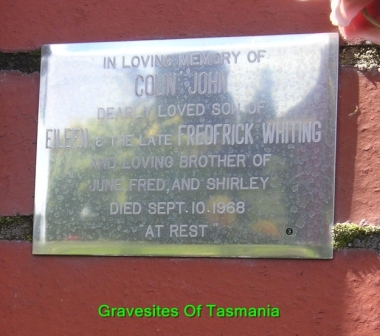 IN LOVING MEMORY OF
COLIN JOHN
DEARLY LOVED SON OF
EILEEN & THE LATE FREDFRICK WHITING
AND LOVING BROTHER OF
JUNE, FRED, AND SHIRLEY
DIED SEPT. 10. 1968
AT REST
Gravesites Of Tasmania